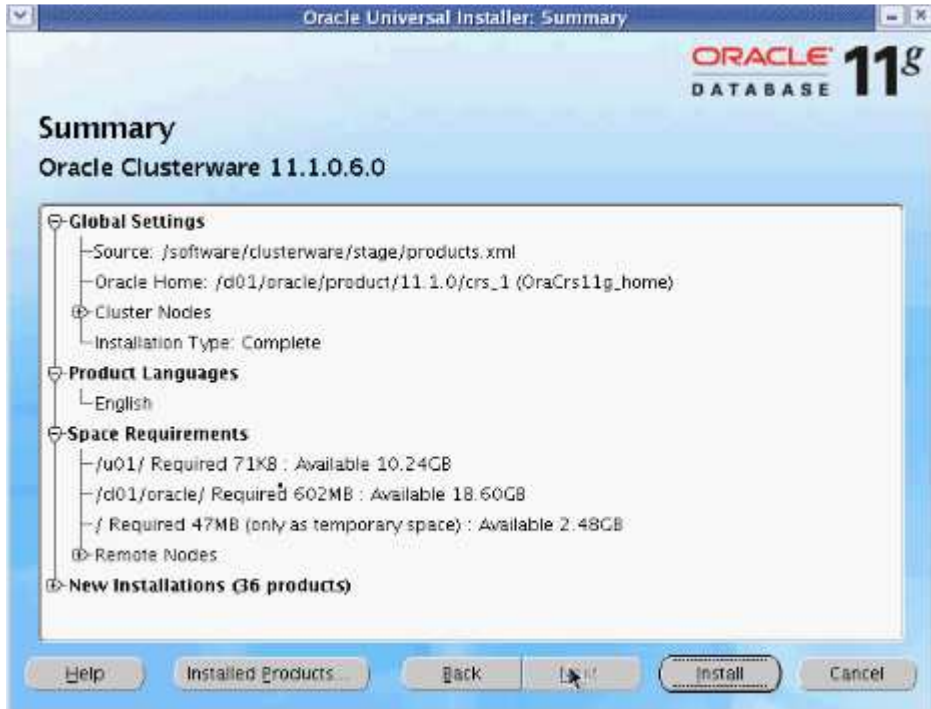 Oracle Universal Installer: Summary
ORACLE 11g
DATABASE
Summary
Oracle Clusterware 11.1.0.6.0
Global Settings
Source: /software/clusterware/stage/products.xml
Oracle Home: /d01/oracle/product/11.1.0/crs_1 (OraCrs11g_home)
Cluster Nodes
Installation Type: Complete
Product Languages
English
Space Requirements
/u01/ Required 71KB : Available 10.24GB
/d01/oracle/ Required 602MB : Available 18.60GB
/ Required 47MB (only as temporary space) : Available 2.48GB
Remote Nodes
New Installations (36 products)
Help Installed Products... Back Install Cancel